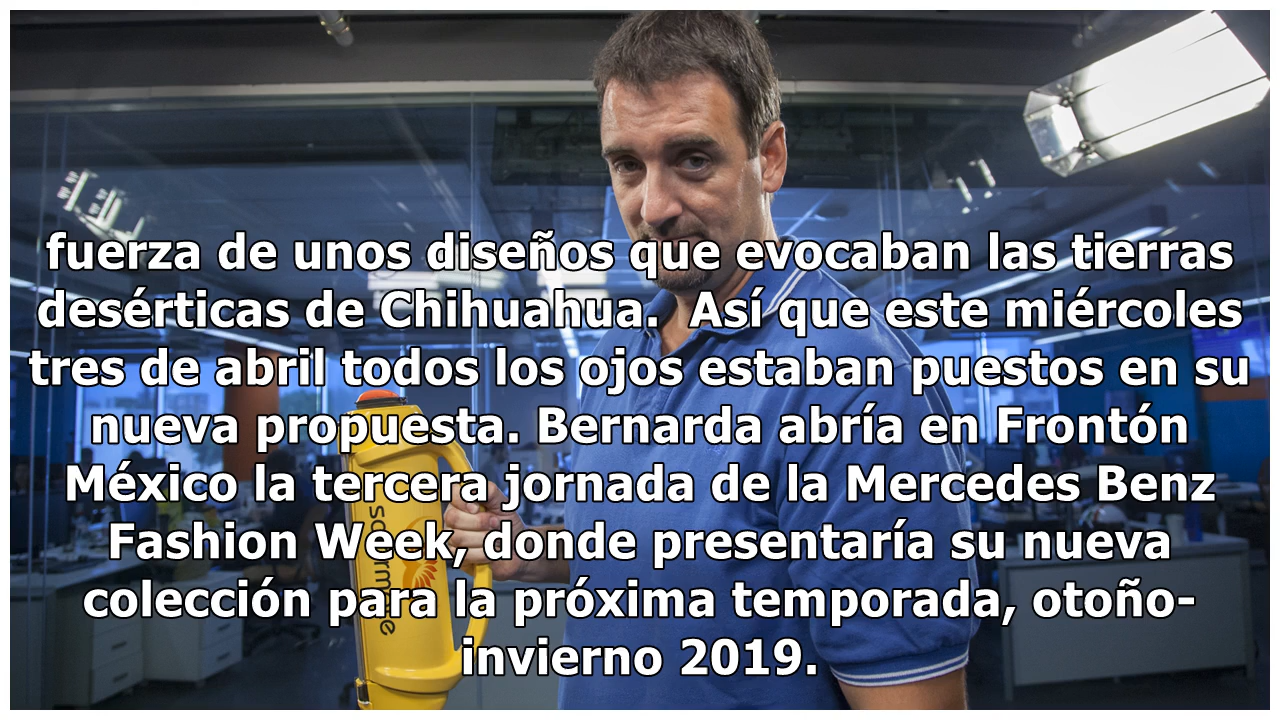 fuerza de unos diseños que evocaban las tierras
desérticas de Chihuahua.  Así que este miércoles
tres de abril todos los ojos estaban puestos en su
nueva propuesta. Bernarda abría en Frontón
México la tercera jornada de la Mercedes Benz
Fashion Week, donde presentaría su nueva
colección para la próxima temporada, otoño-
invierno 2019.